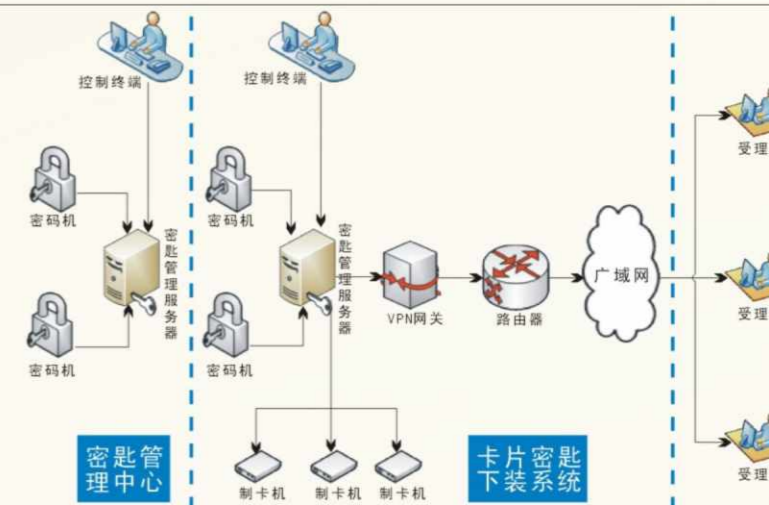 控制终端
控制终端
受理
密码机
密码机
密匙管理服务器
密匙管理服务器
广域网
VPN网关
路由器
受理
密码机
密码机
密匙管
理中心
卡片密匙
下装系统
受理
制卡机
制卡机
制卡机